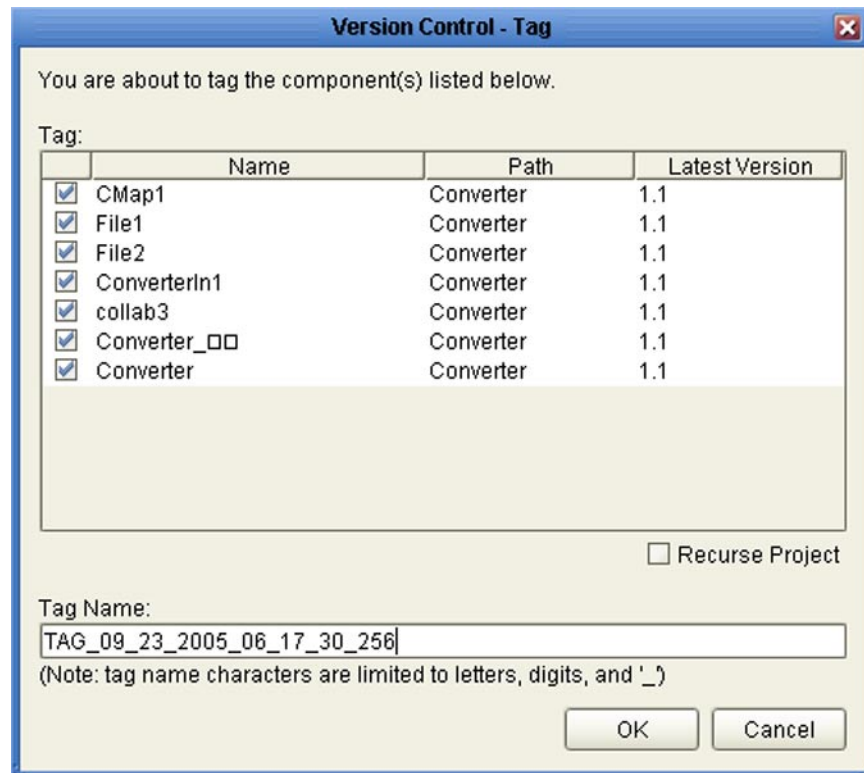 Version Control - Tag
You are about to tag the component(s) listed below.
Tag:
Name Path Latest Version
CMap1 Converter 1.1
File1 Converter 1.1
File2 Converter 1.1
ConverterIn1 Converter 1.1
collab3 Converter 1.1
Converter_□□ Converter 1.1
Converter Converter 1.1
Recurse Project
Tag Name:
TAG_09_23_2005_06_17_30_256
(Note: tag name characters are limited to letters, digits, and '_')
OK Cancel